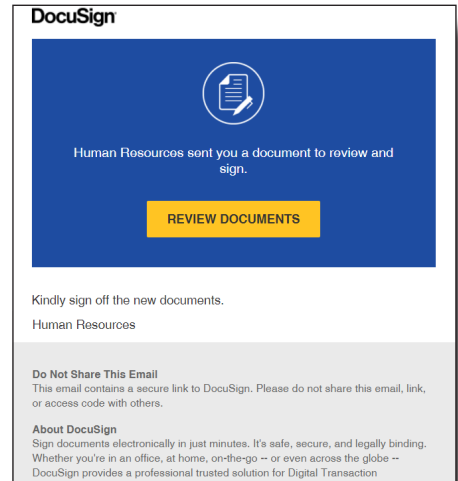 DocuSign
Human Resources sent you a document to review and
sign.
REVIEW DOCUMENTS
Kindly sign off the new documents.
Human Resources
Do Not Share This Email
This email contains a secure link to DocuSign. Please do not share this email, link,
or access code with others.
About DocuSign
Sign documents electronically in just minutes. It's safe, secure, and legally binding.
Whether you're in an office, at home, on-the-go -- or even across the globe --
DocuSign provides a professional trusted solution for Digital Transaction